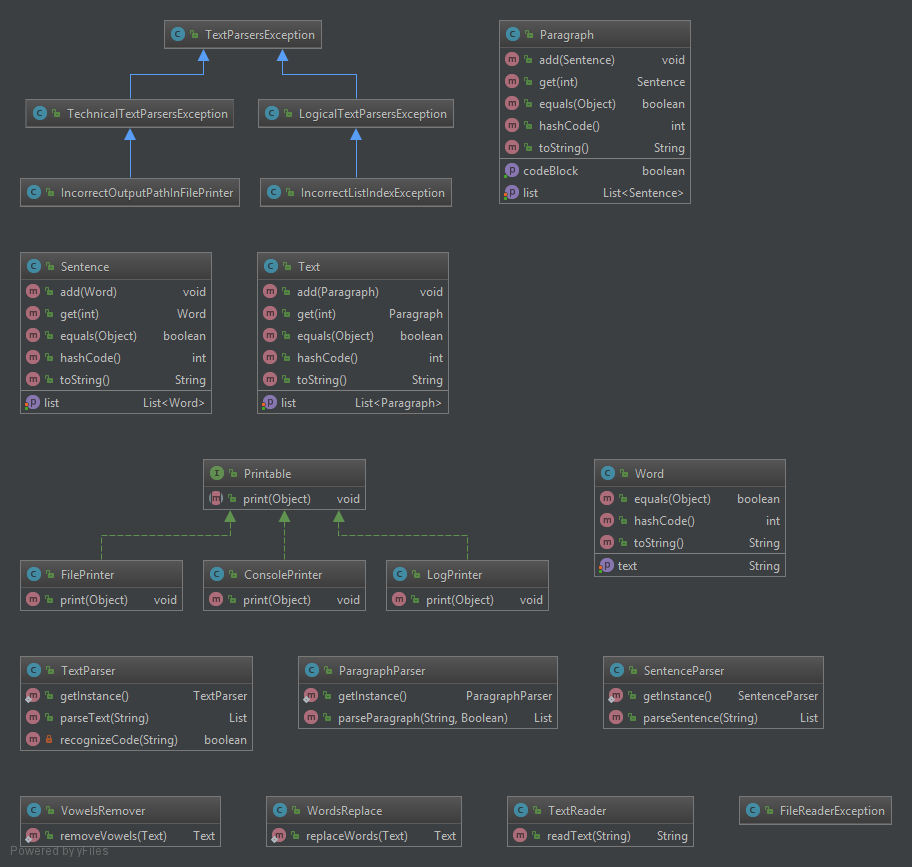 TextParsersException
TechnicalTextParsersException
LogicalTextParsersException
IncorrectOutputPathInFilePrinter
IncorrectListIndexException
Paragraph
add(Sentence) void
get(int) Sentence
equals(Object) boolean
hashCode() int
toString() String
codeBlock boolean
list List<Sentence>
Sentence
add(Word) void
get(int) Word
equals(Object) boolean
hashCode() int
toString() String
list List<Word>
Text
add(Paragraph) void
get(int) Paragraph
equals(Object) boolean
hashCode() int
toString() String
list List<Paragraph>
Printable
print(Object) void
Word
equals(Object) boolean
hashCode() int
toString() String
text String
FilePrinter
print(Object) void
ConsolePrinter
print(Object) void
LogPrinter
print(Object) void
TextParser
getInstance() TextParser
parseText(String) List
recognizeCode(String) boolean
ParagraphParser
getInstance() ParagraphParser
parseParagraph(String, Boolean) List
SentenceParser
getInstance() SentenceParser
parseSentence(String) List
VowelsRemover
removeVowels(Text) Text
WordsReplace
replaceWords(Text) Text
TextReader
readText(String) String
FileReaderException
Powered by yFiles